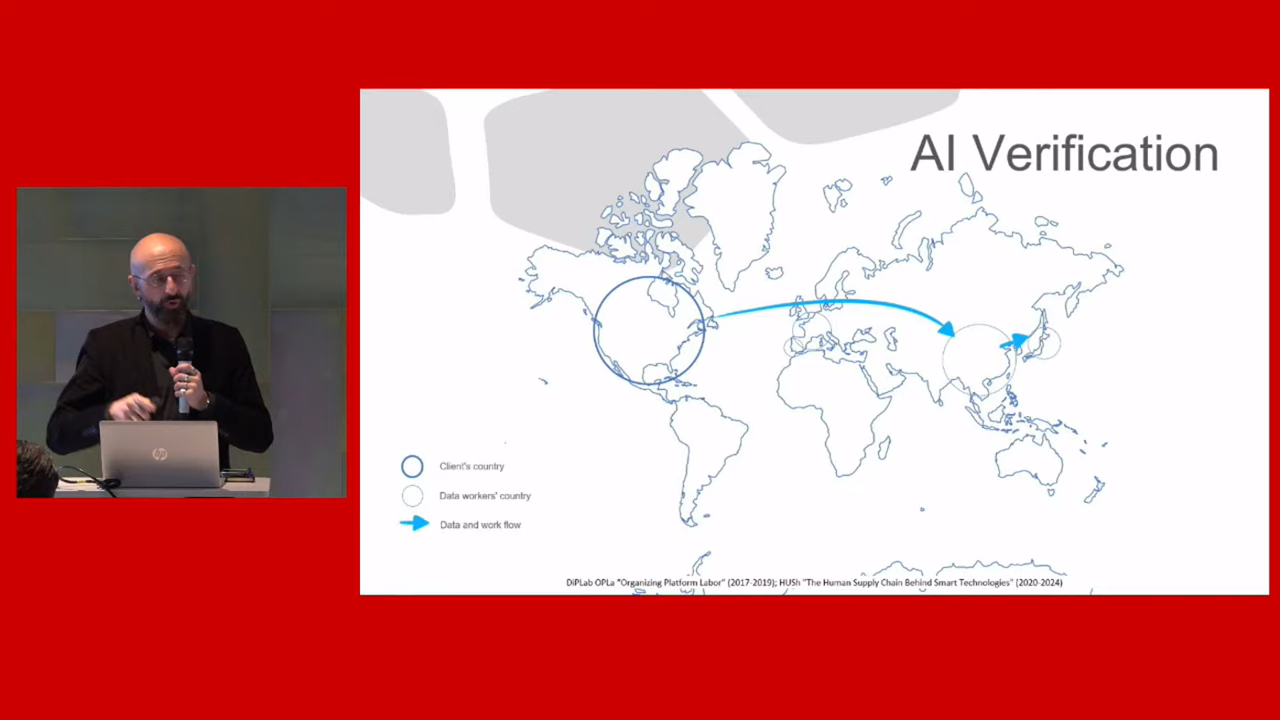 AI Verification
Client's country
Data workers' country
Data and work flow
DiPLab OPLa "Organizing Platform Labor" (2017-2019); HUSh "The Human Supply Chain Behind Smart Technologies" (2020-2024)
hp